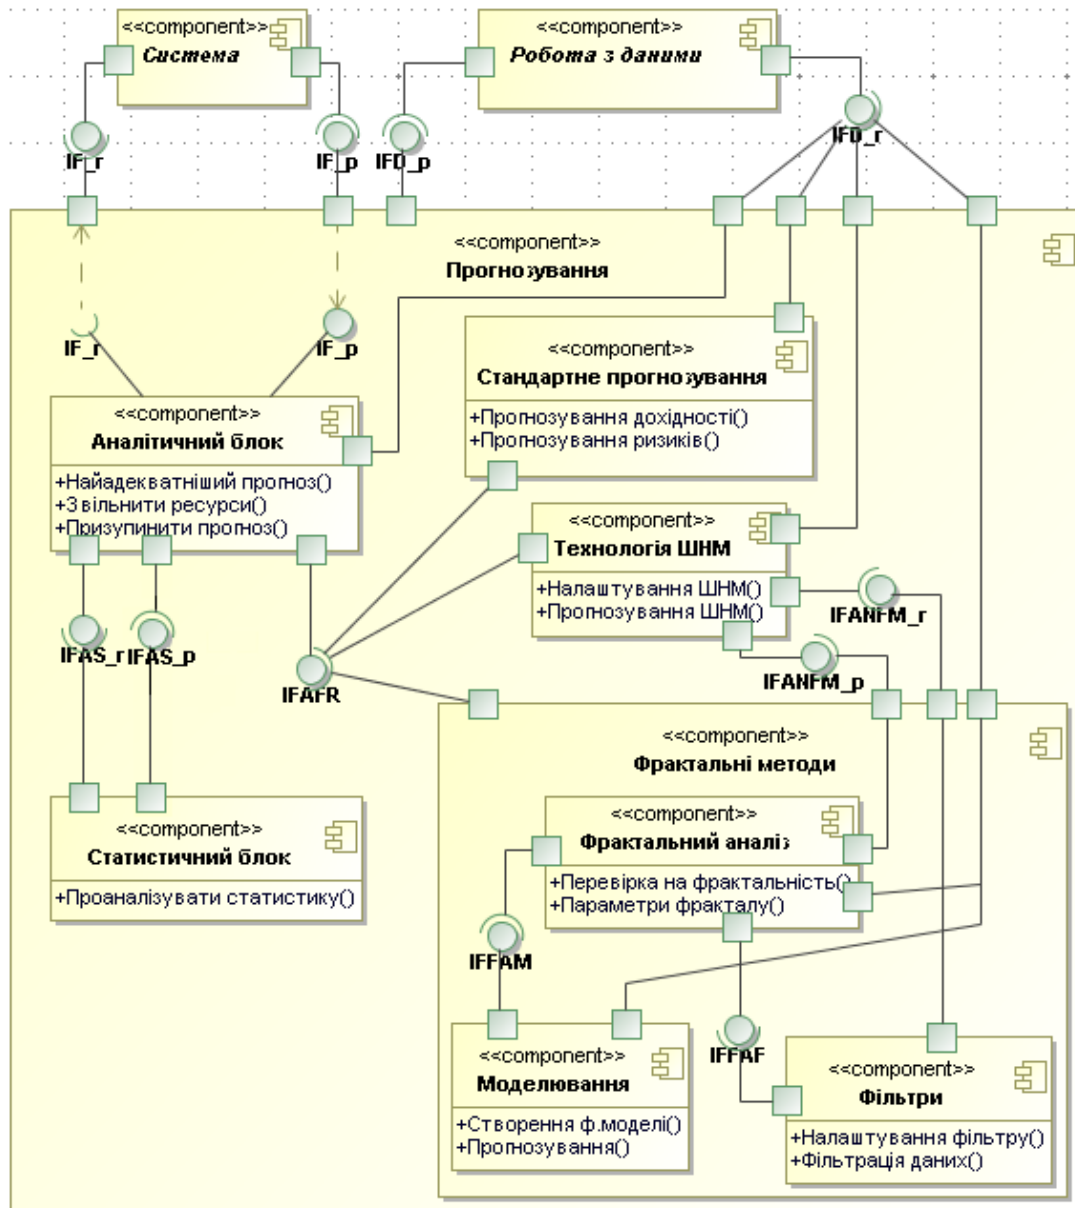 <<component>>
Система
<<component>>
Робота з даними
IF_r
IF_p
IFD_p
IFD_r
<<component>>
Прогнозування
IF_r
IF_p
<<component>>
Стандартне прогнозування
+Прогнозування дохідності()
+Прогнозування ризиків()
<<component>>
Аналітичний блок
+Найадекватніший прогноз()
+Звільнити ресурси()
+Призупинити прогноз()
<<component>>
Технологія ШНМ
+Налаштування ШНМ()
+Прогнозування ШНМ()
IFANFM_r
IFANFM_p
IFAS_r
IFAS_p
IFAFR
<<component>>
Фрактальні методи
<<component>>
Статистичний блок
+Проаналізувати статистику()
<<component>>
Фрактальний аналіз
+Перевірка на фрактальність()
+Параметри фракталу()
IFFAM
IFFAF
<<component>>
Моделювання
+Створення ф.моделі()
+Прогнозування()
<<component>>
Фільтри
+Налаштування фільтру()
+Фільтрація даних()